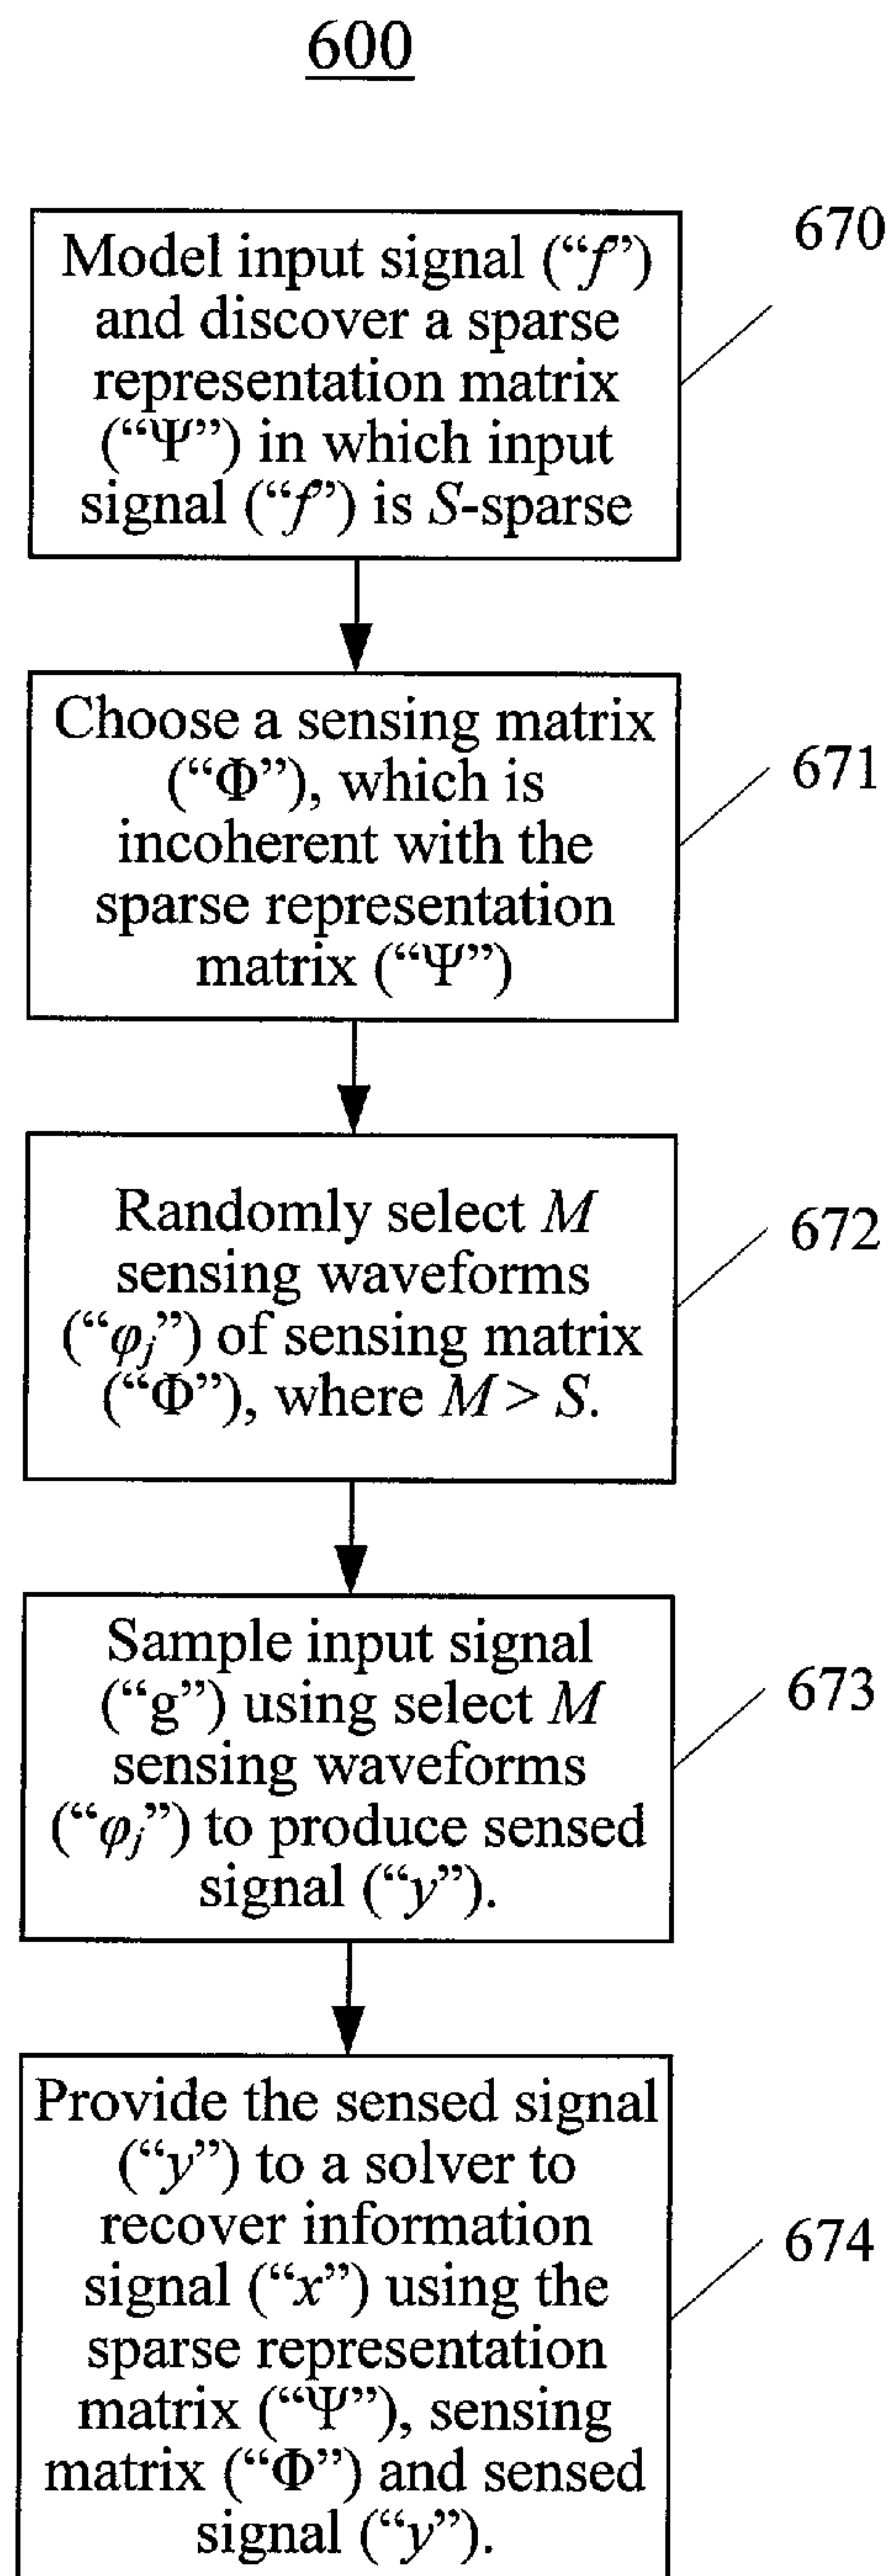 600
Model input signal (“f”)
and discover a sparse
representation matrix
(“Ψ”) in which input
signal (“f”) is S-sparse
670
Choose a sensing matrix
(“Φ”), which is
incoherent with the
sparse representation
matrix (“Ψ”)
671
Randomly select M
sensing waveforms
(“φj”) of sensing matrix
(“Φ”), where M > S.
672
Sample input signal
(“g”) using select M
sensing waveforms
(“φj”) to produce sensed
signal (“y”).
673
Provide the sensed signal
(“y”) to a solver to
recover information
signal (“x”) using the
sparse representation
matrix (“Ψ”), sensing
matrix (“Φ”) and sensed
signal (“y”).
674